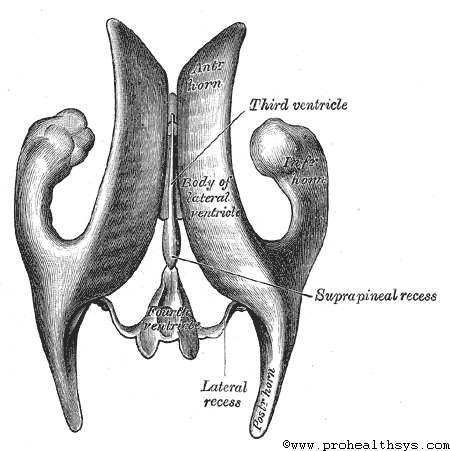 Antr
horn
Third ventricle
Infr
horn
Body of
lateral
ventricle
Suprapineal recess
Fourth
ventricle
Lateral
recess
Postr horn
©www.prohealthsys.com